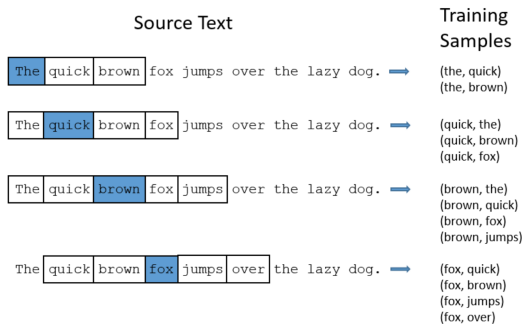 Source Text
Training
Samples
The quick brown fox jumps over the lazy dog.
(the, quick)
(the, brown)
The quick brown fox jumps over the lazy dog.
(quick, the)
(quick, brown)
(quick, fox)
The quick brown fox jumps over the lazy dog.
(brown, the)
(brown, quick)
(brown, fox)
(brown, jumps)
The quick brown fox jumps over the lazy dog.
(fox, quick)
(fox, brown)
(fox, jumps)
(fox, over)